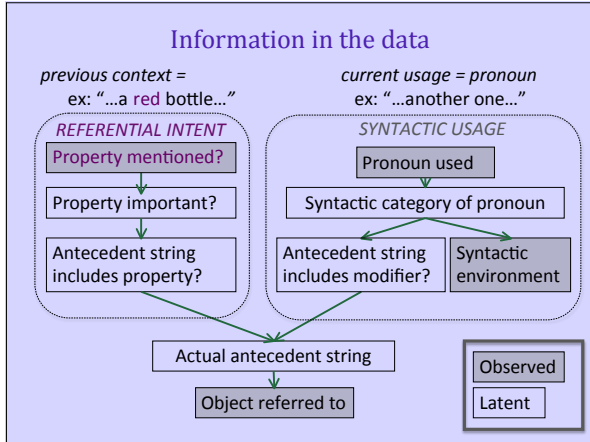 Information in the data
previous context =
ex: “…a red bottle…”
current usage = pronoun
ex: “…another one…”
REFERENTIAL INTENT
Property mentioned?
Property important?
Antecedent string
includes property?
SYNTACTIC USAGE
Pronoun used
Syntactic category of pronoun
Antecedent string
includes modifier?
Syntactic
environment
Actual antecedent string
Object referred to
Observed
Latent